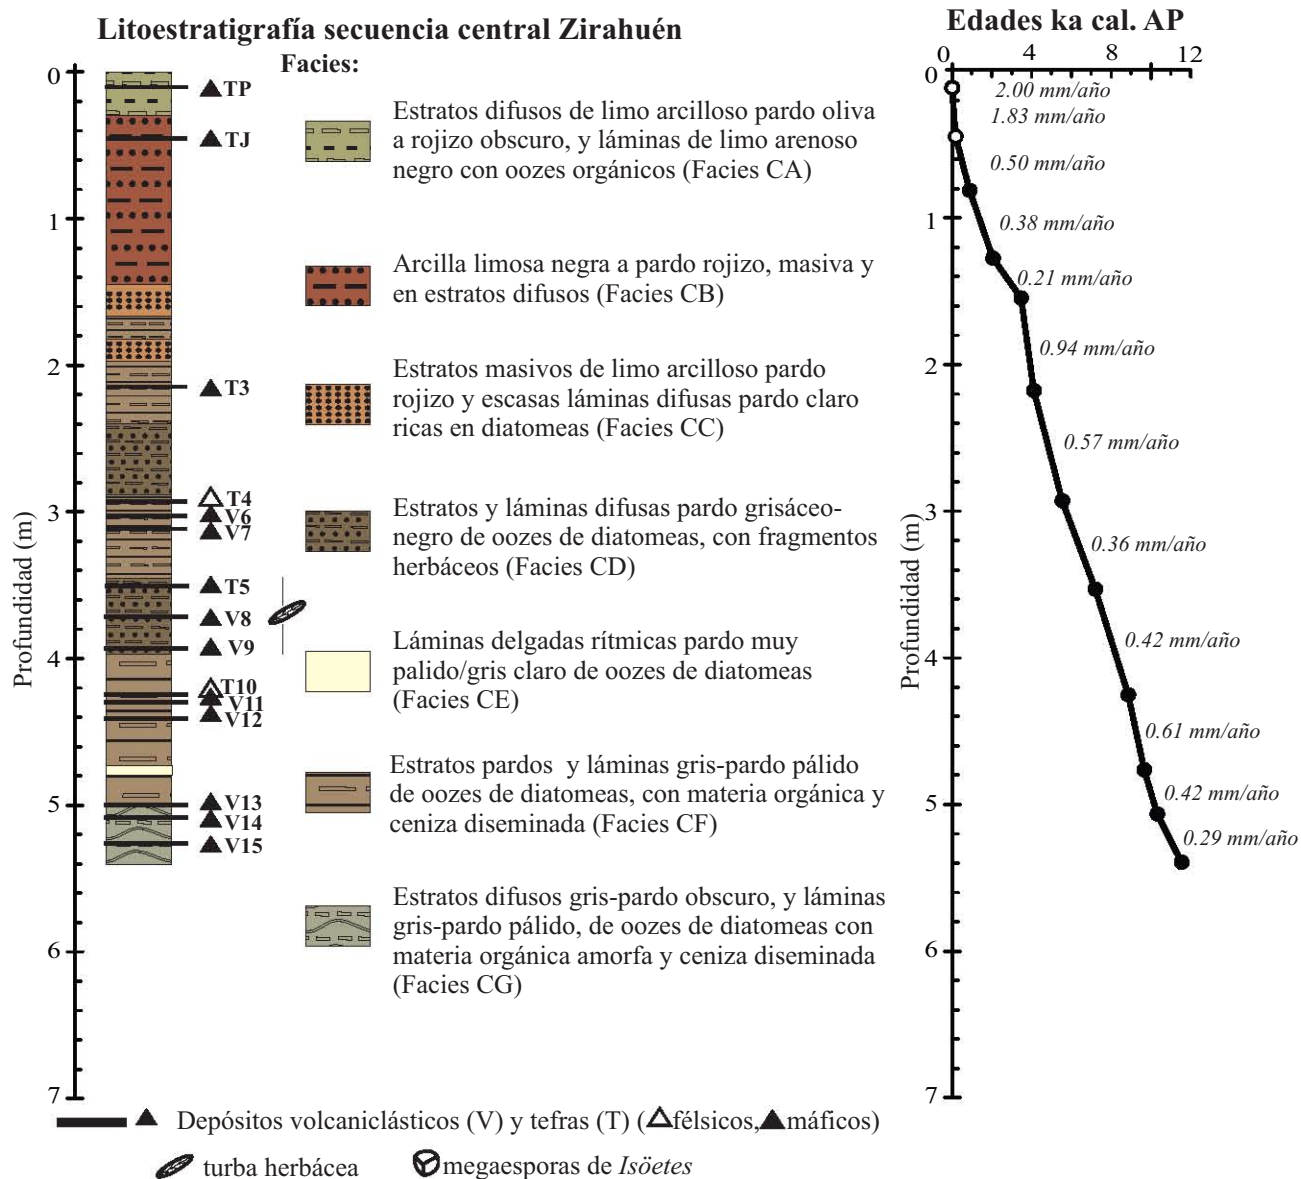 Litoestratigrafía secuencia central Zirahuén
Facies:
0
1
2
3
4
5
6
7
Profundidad (m)
TP
TJ
T3
T4
V6
V7
T5
V8
V9
T10
V11
V12
V13
V14
V15
Estratos difusos de limo arcilloso pardo oliva
a rojizo obscuro, y láminas de limo arenoso
negro con oozes orgánicos (Facies CA)
Arcilla limosa negra a pardo rojizo, masiva y
en estratos difusos (Facies CB)
Estratos masivos de limo arcilloso pardo
rojizo y escasas láminas difusas pardo claro
ricas en diatomeas (Facies CC)
Estratos y láminas difusas pardo grisáceo-
negro de oozes de diatomeas, con fragmentos
herbáceos (Facies CD)
Láminas delgadas rítmicas pardo muy
palido/gris claro de oozes de diatomeas
(Facies CE)
Estratos pardos y láminas gris-pardo pálido
de oozes de diatomeas, con materia orgánica y
ceniza diseminada (Facies CF)
Estratos difusos gris-pardo obscuro, y láminas
gris-pardo pálido, de oozes de diatomeas con
materia orgánica amorfa y ceniza diseminada
(Facies CG)
Edades ka cal. AP
0 4 8 12
0
1
2
3
4
5
6
7
Profundidad (m)
2.00 mm/año
1.83 mm/año
0.50 mm/año
0.38 mm/año
0.21 mm/año
0.94 mm/año
0.57 mm/año
0.36 mm/año
0.42 mm/año
0.61 mm/año
0.42 mm/año
0.29 mm/año
Depósitos volcaniclásticos (V) y tefras (T) (félsicos, máficos)
turba herbácea
megaesporas de Isöetes